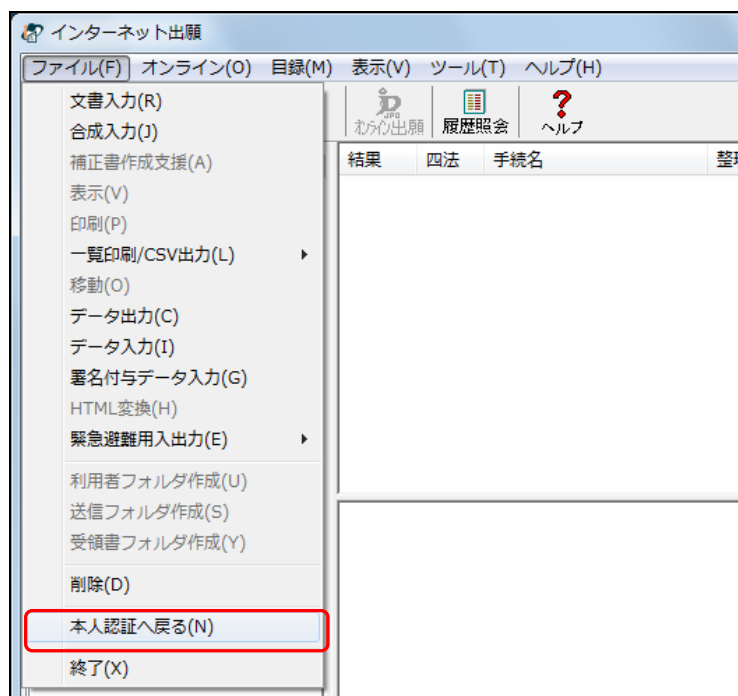 インターネット出願
ファイル(F) オンライン(O) 目録(M) 表示(V) ツール(T) ヘルプ(H)
文書入力(R)
合成入力(J)
補正書作成支援(A)
表示(V)
印刷(P)
一覧印刷/CSV出力(L)
移動(O)
データ出力(C)
データ入力(I)
署名付与データ入力(G)
HTML変換(H)
緊急避難用入出力(E)
利用者フォルダ作成(U)
送信フォルダ作成(S)
受領書フォルダ作成(Y)
削除(D)
本人認証へ戻る(N)
終了(X)
JPO
オンライン出願 履歴照会 ヘルプ
結果 四法 手続名